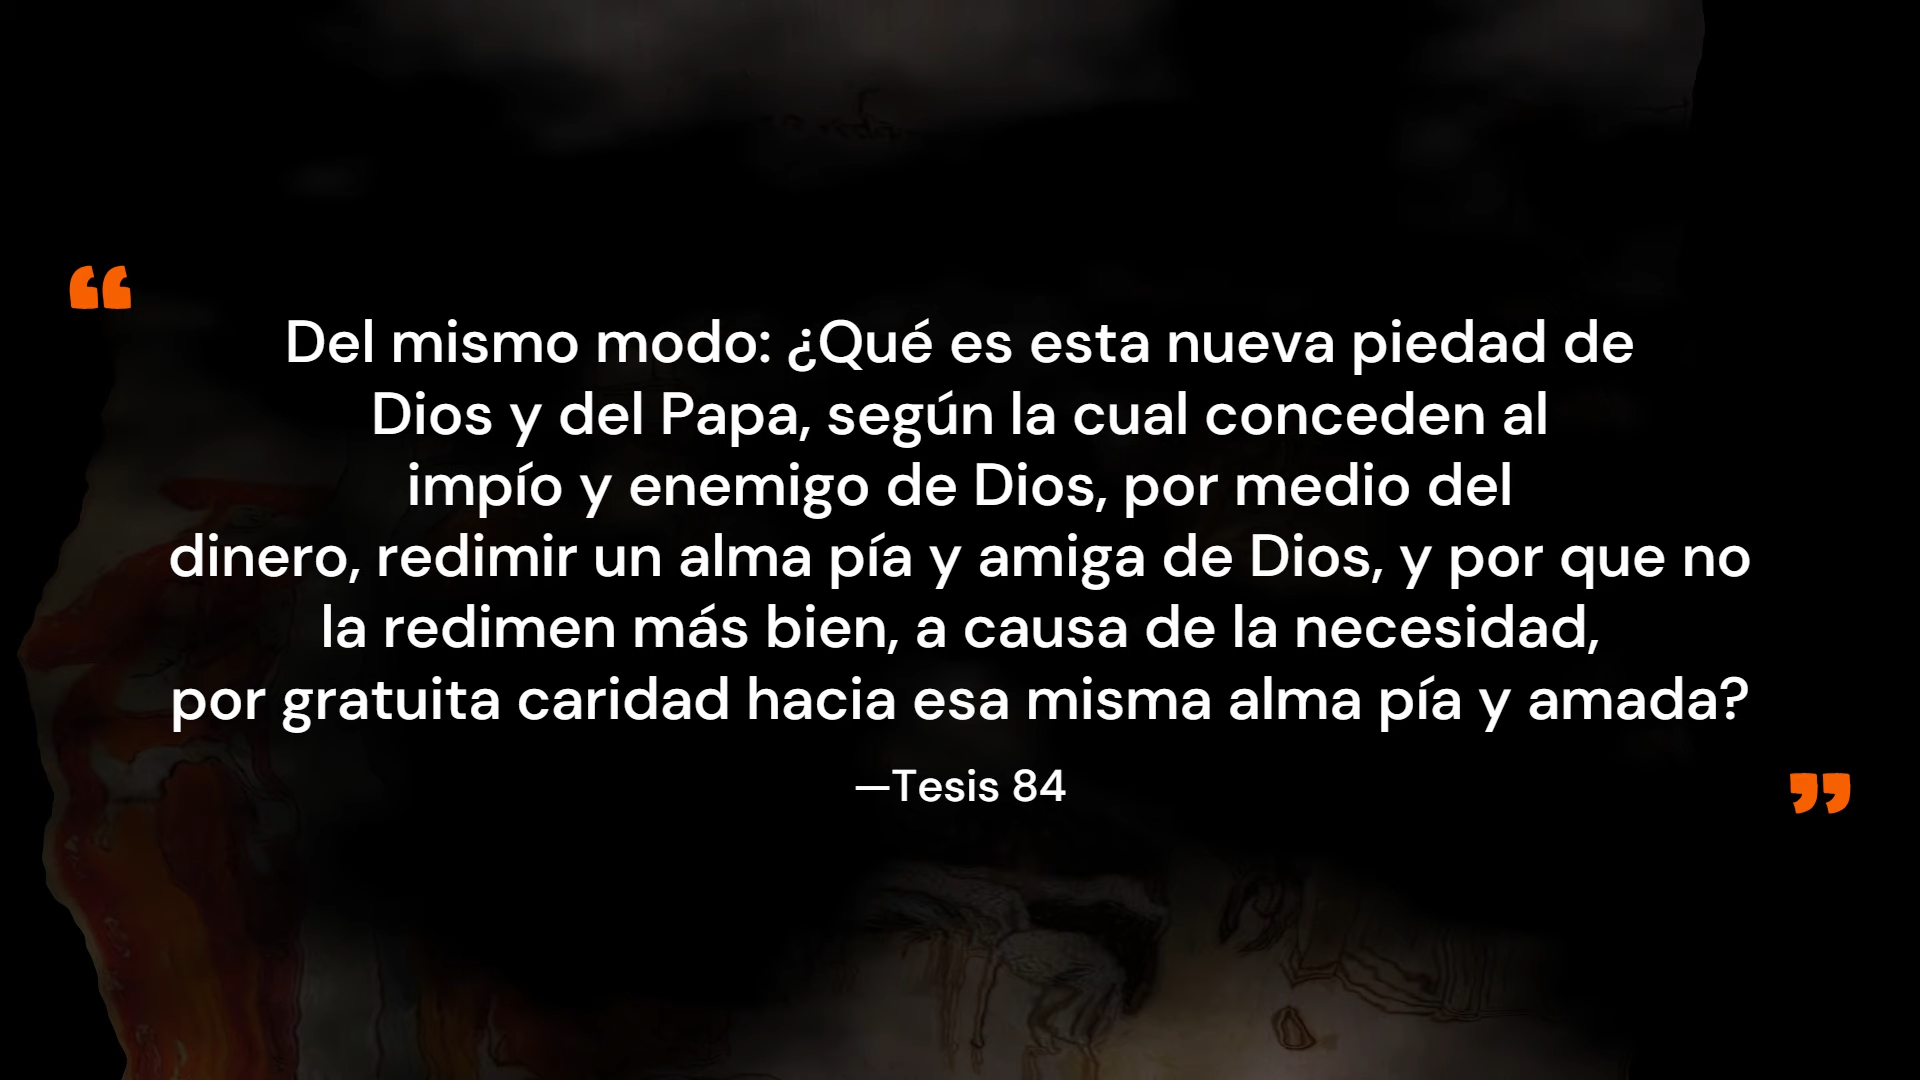 “
Del mismo modo: ¿Qué es esta nueva piedad de
Dios y del Papa, según la cual conceden al
impío y enemigo de Dios, por medio del
dinero, redimir un alma pía y amiga de Dios, y por que no
la redimen más bien, a causa de la necesidad,
por gratuita caridad hacia esa misma alma pía y amada?
—Tesis 84
”